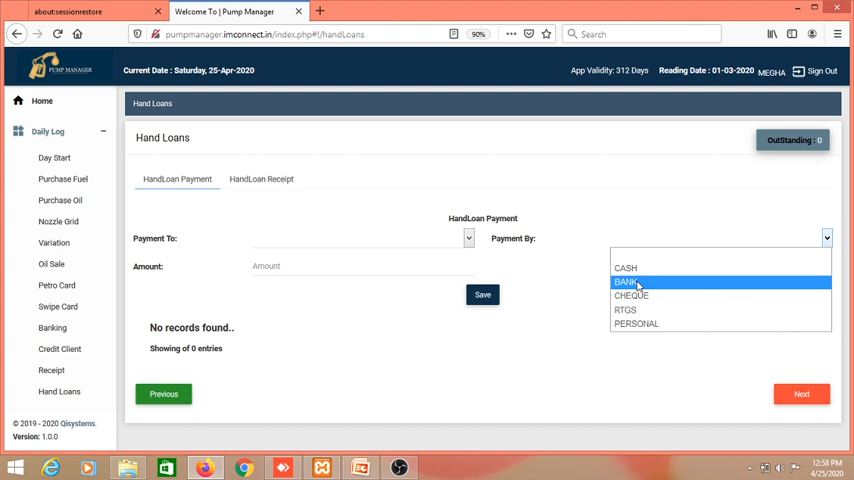 about:sessionrestore
Welcome To | Pump Manager
pumpmanager.imconnect.in/index.php#!/handLoans
90%
Search
PUMP MANAGER
Current Date : Saturday, 25-Apr-2020
App Validity: 312 Days
Reading Date : 01-03-2020
MEGHA
Sign Out
Home
Daily Log
Day Start
Purchase Fuel
Purchase Oil
Nozzle Grid
Variation
Oil Sale
Petro Card
Swipe Card
Banking
Credit Client
Receipt
Hand Loans
© 2019 - 2020 Qisystems.
Version: 1.0.0
Hand Loans
Hand Loans
OutStanding : 0
HandLoan Payment
HandLoan Receipt
HandLoan Payment
Payment To:
Payment By:
CASH
BANK
CHEQUE
RTGS
PERSONAL
Amount:
Amount
Save
No records found..
Showing of 0 entries
Previous
Next
12:58 PM
4/25/2020